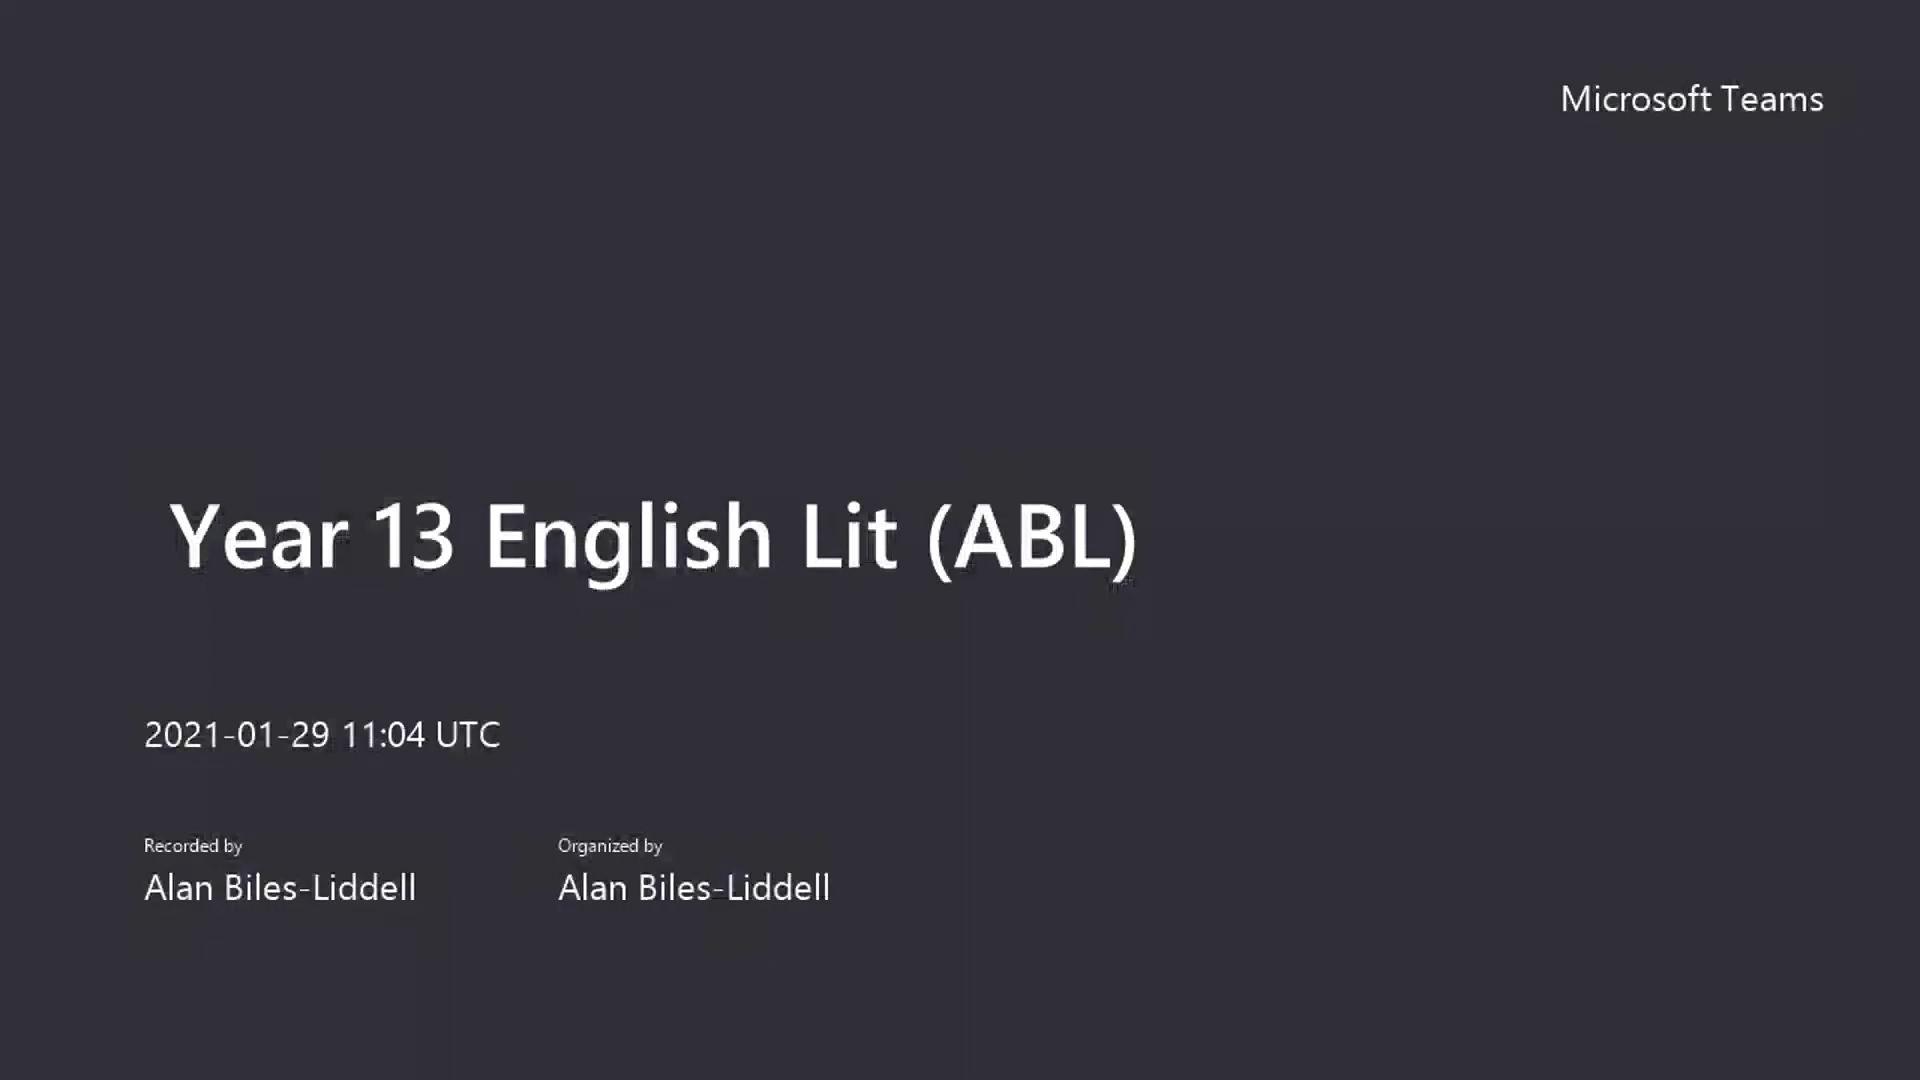 Microsoft Teams
Year 13 English Lit (ABL)
2021-01-29 11:04 UTC
Recorded by
Organized by
Alan Biles-Liddell
Alan Biles-Liddell